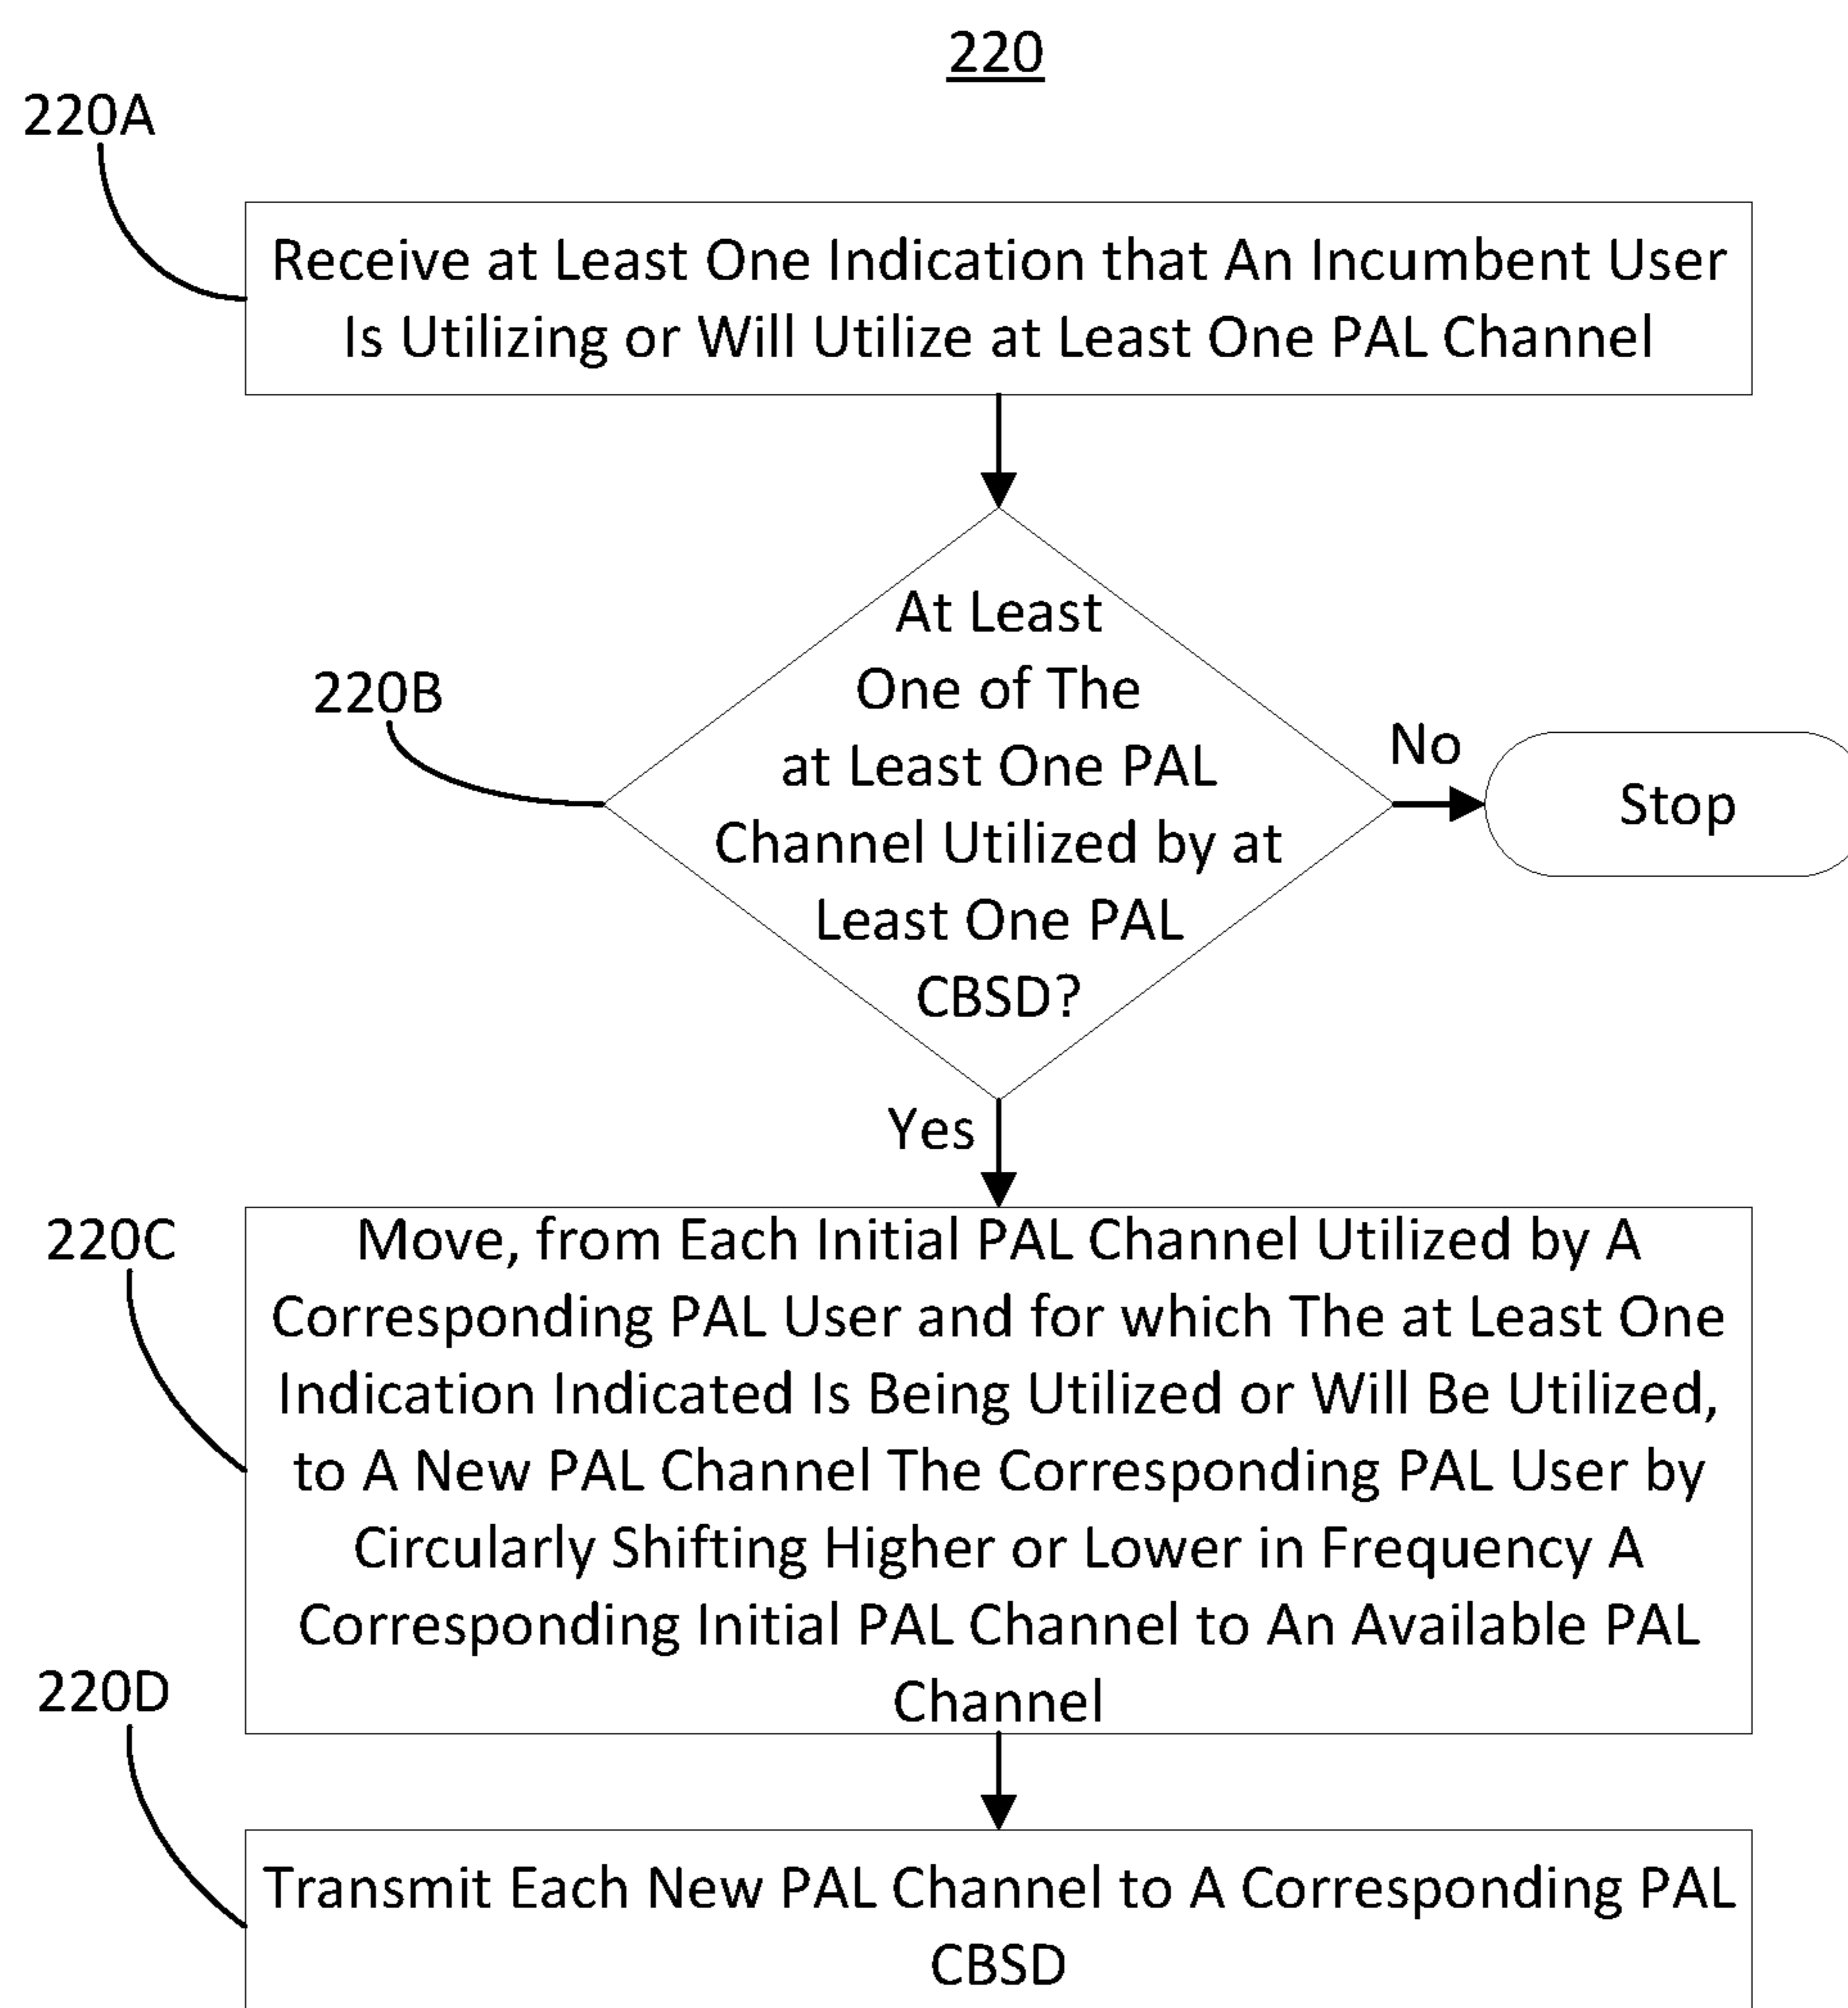 220
220A
Receive at Least One Indication that An Incumbent User
Is Utilizing or Will Utilize at Least One PAL Channel
220B
At Least
One of The
at Least One PAL
Channel Utilized by at
Least One PAL
CBSD?
No
Stop
Yes
220C
Move, from Each Initial PAL Channel Utilized by A
Corresponding PAL User and for which The at Least One
Indication Indicated Is Being Utilized or Will Be Utilized,
to A New PAL Channel The Corresponding PAL User by
Circularly Shifting Higher or Lower in Frequency A
Corresponding Initial PAL Channel to An Available PAL
Channel
220D
Transmit Each New PAL Channel to A Corresponding PAL
CBSD